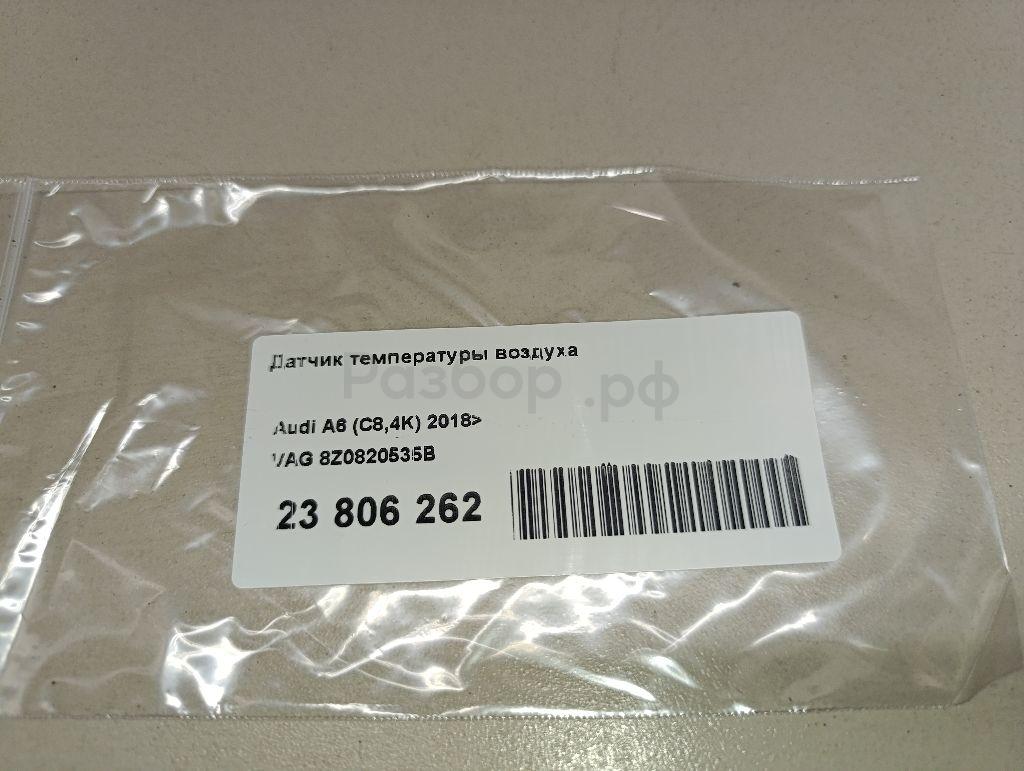 Датчик температуры воздуха
Разбор.рф
Audi A6 (C8,4K) 2018>
VAG 8Z0820535B
23 806 262